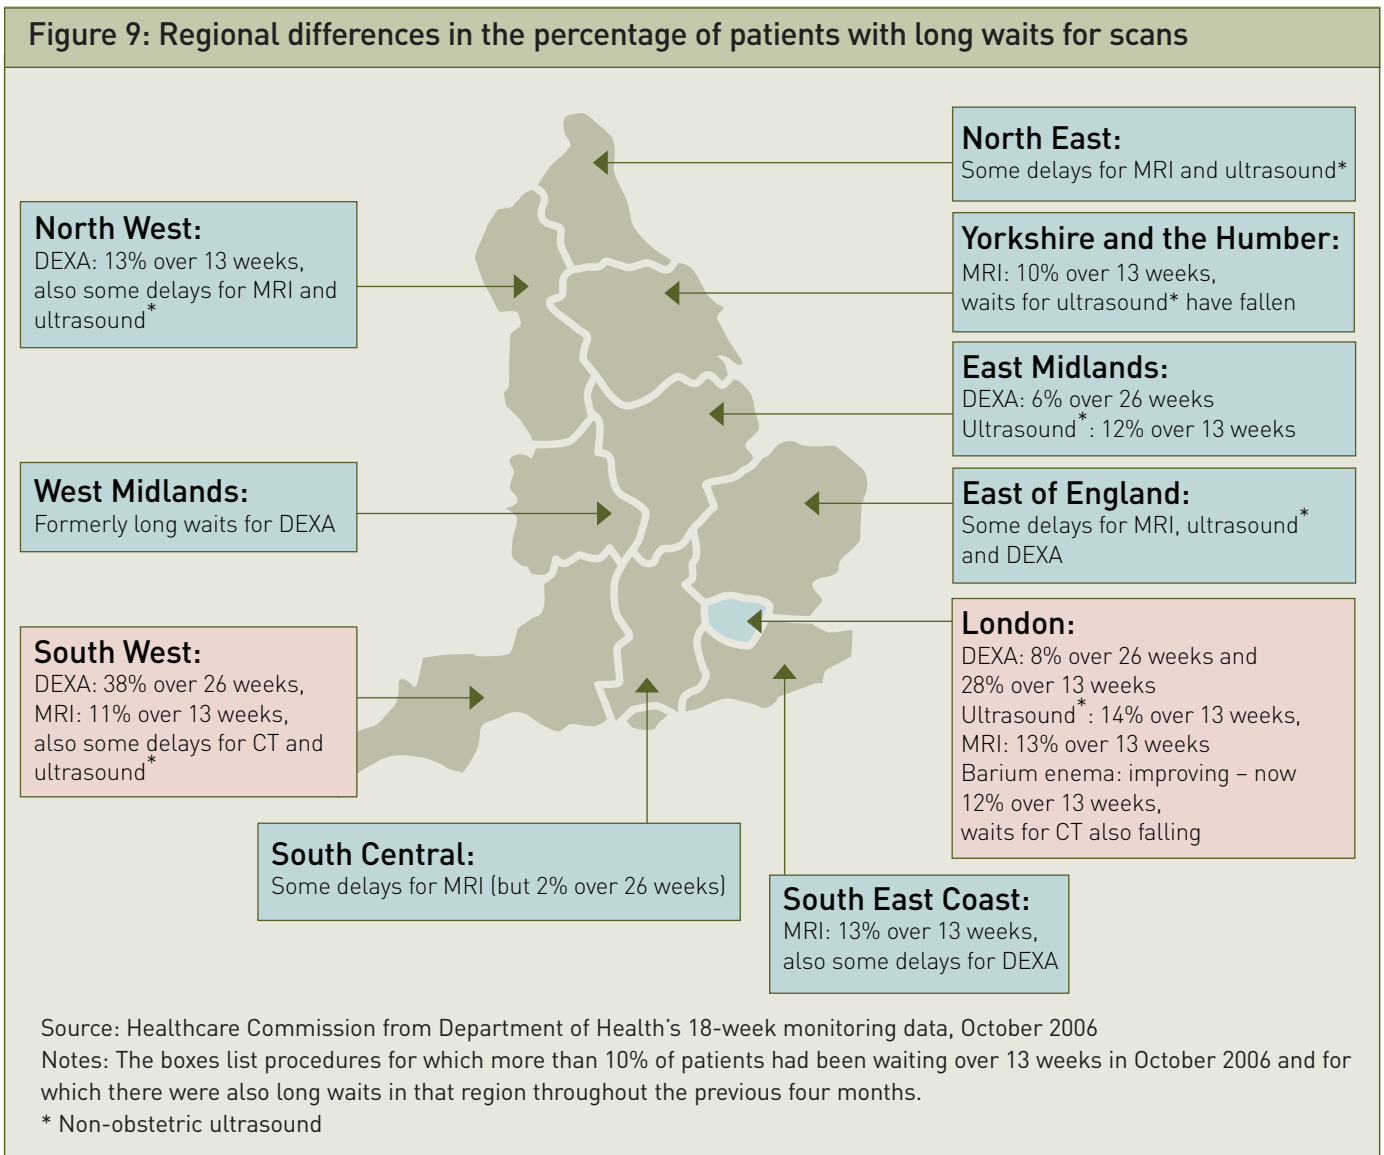 Figure 9: Regional differences in the percentage of patients with long waits for scans
North East:
Some delays for MRI and ultrasound*
North West:
DEXA: 13% over 13 weeks,
also some delays for MRI and
ultrasound*
Yorkshire and the Humber:
MRI: 10% over 13 weeks,
waits for ultrasound* have fallen
East Midlands:
DEXA: 6% over 26 weeks
Ultrasound*: 12% over 13 weeks
West Midlands:
Formerly long waits for DEXA
East of England:
Some delays for MRI, ultrasound*
and DEXA
South West:
DEXA: 38% over 26 weeks,
MRI: 11% over 13 weeks,
also some delays for CT and
ultrasound*
London:
DEXA: 8% over 26 weeks and
28% over 13 weeks
Ultrasound*: 14% over 13 weeks,
MRI: 13% over 13 weeks
Barium enema: improving – now
12% over 13 weeks,
waits for CT also falling
South Central:
Some delays for MRI (but 2% over 26 weeks)
South East Coast:
MRI: 13% over 13 weeks,
also some delays for DEXA
Source: Healthcare Commission from Department of Health's 18-week monitoring data, October 2006
Notes: The boxes list procedures for which more than 10% of patients had been waiting over 13 weeks in October 2006 and for
which there were also long waits in that region throughout the previous four months.
* Non-obstetric ultrasound